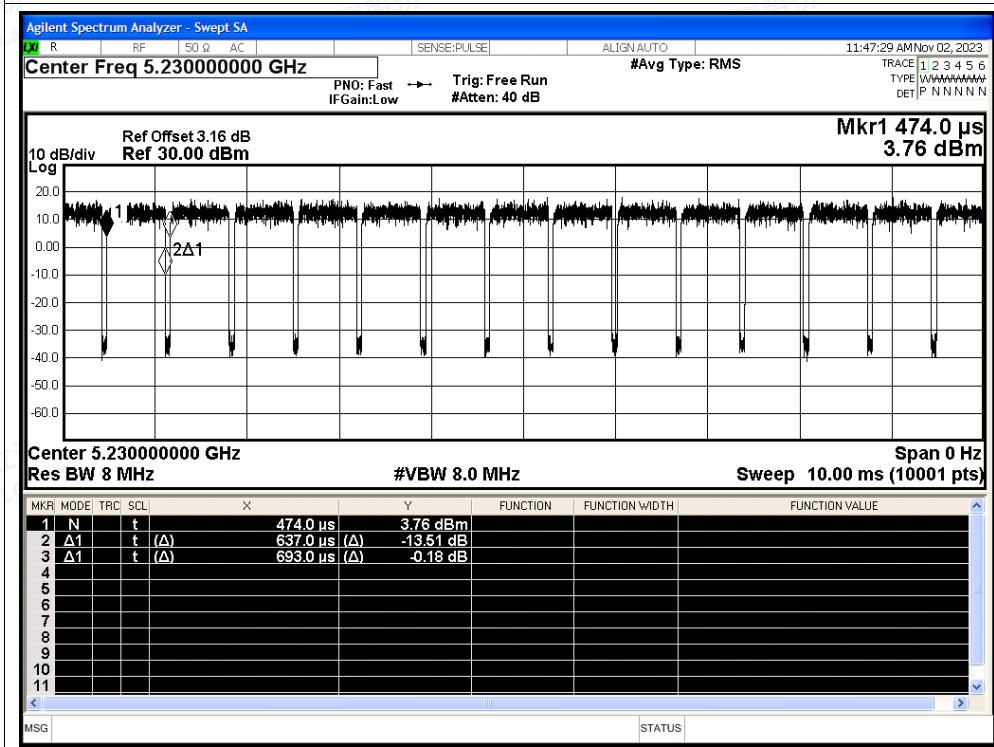 Agilent Spectrum Analyzer - Swept SA
LXI R RF 50 Ω AC SENSE:PULSE ALIGN AUTO 11:47:29 AM Nov 02, 2023
Center Freq 5.230000000 GHz #Avg Type: RMS TRACE 1 2 3 4 5 6
PNO: Fast Trig: Free Run TYPE
IFGain:Low #Atten: 40 dB DET P N N N N N
Mkr1 474.0 µs
Ref Offset 3.16 dB
10 dB/div Ref 30.00 dBm 3.76 dBm
Log
20.0
10.0
1
0.00
2Δ1
-10.0
-20.0
-30.0
-40.0
-50.0
-60.0
Center 5.230000000 GHz Span 0 Hz
Res BW 8 MHz #VBW 8.0 MHz Sweep 10.00 ms (10001 pts)
MKR MODE TRC SCL X Y FUNCTION FUNCTION WIDTH FUNCTION VALUE
1 N t 474.0 µs 3.76 dBm
2 Δ1 t (Δ) 637.0 µs (Δ) -13.51 dB
3 Δ1 t (Δ) 693.0 µs (Δ) -0.18 dB
4
5
6
7
8
9
10
11
MSG STATUS